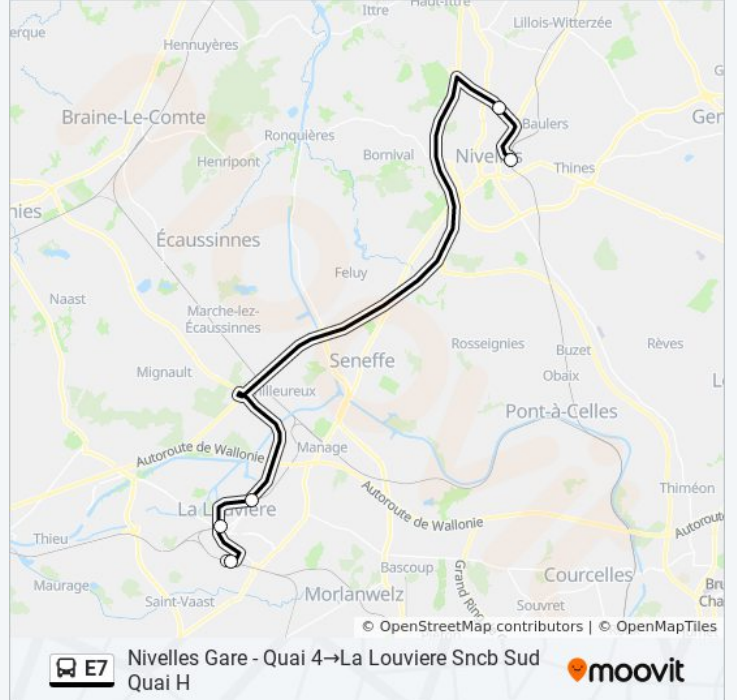 Haut-Ittre
Ittre
Lillois-Witterzée
Hennuyères
Braine-Le-Comte
Baulers
Ronquières
Bornival
Nivelles
Henripont
Thines
Écaussinnes
Feluy
Naast
Marche-lez-
Écaussinnes
Rosseignies
Buzet
Rèves
Seneffe
Mignault
Obaix
Pont-à-Celles
Autoroute de Wallonie
Manage
Thiméon
La Louvière
Autoroute de Wallonie
Thieu
Bascoup
Courcelles
Maurage
Morlanwelz
Saint-Vaast
Souvret
© OpenStreetMap contributors | © OpenMapTiles
E7
Nivelles Gare - Quai 4→La Louviere Sncb Sud
Quai H
moovit